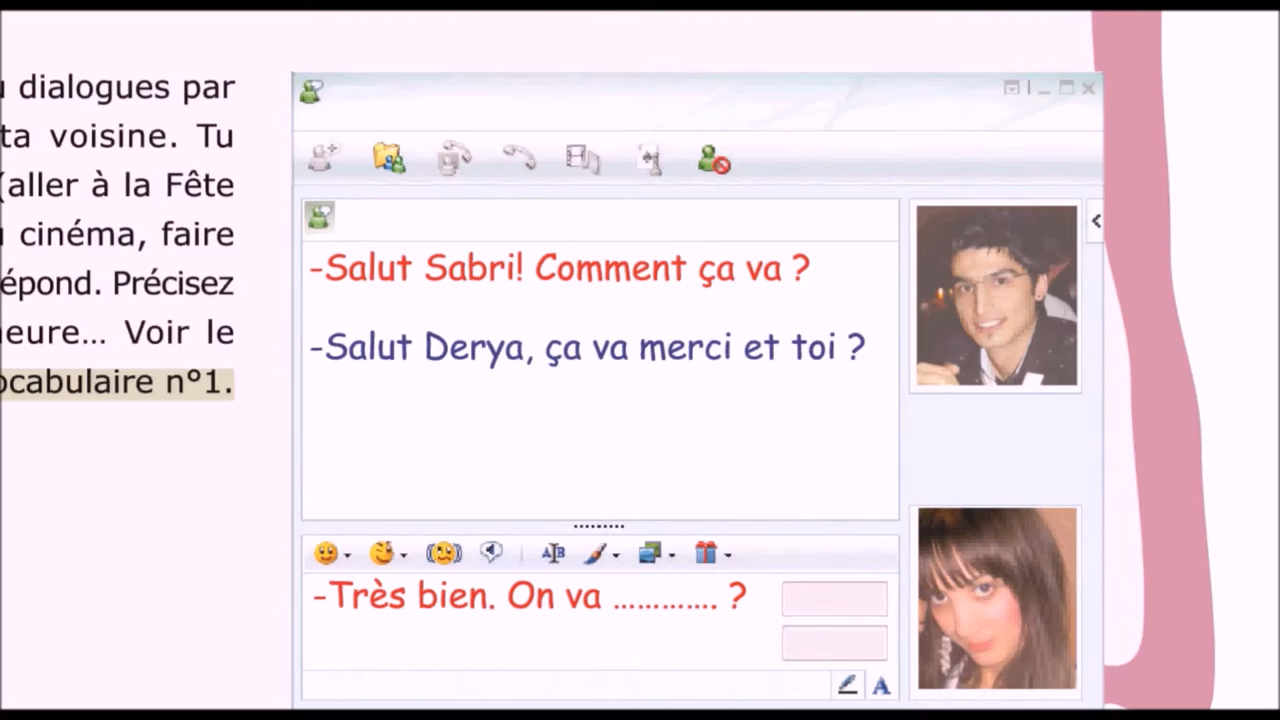 dialogues par
ta voisine. Tu
(aller à la Fête
cinéma, faire
épond. Précisez
heure... Voir le
ocabulaire n°1.
-Salut Sabri! Comment ça va ?
-Salut Derya, ça va merci et toi ?
-Très bien. On va …………. ?